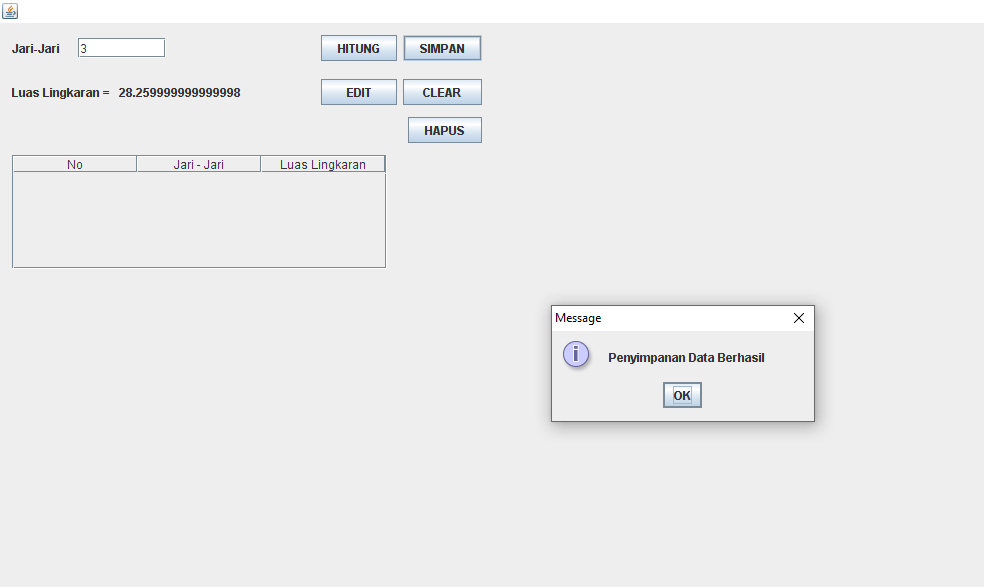 Jari-Jari 3 HITUNG SIMPAN
Luas Lingkaran = 28.259999999999998 EDIT CLEAR
HAPUS
No Jari - Jari Luas Lingkaran
Message
i Penyimpanan Data Berhasil
OK